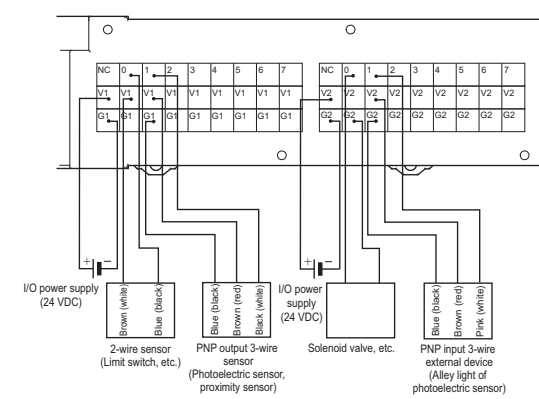 NC 0 1 2 3 4 5 6 7
V1 V1 V1 V1 V1 V1 V1 V1 V1
G1 G1 G1 G1 G1 G1 G1 G1 G1
NC 0 1 2 3 4 5 6 7
V2 V2 V2 V2 V2 V2 V2 V2 V2
G2 G2 G2 G2 G2 G2 G2 G2 G2
+ −
I/O power supply
(24 VDC)
Brown (white)
Blue (black)
2-wire sensor
(Limit switch, etc.)
Blue (black)
Brown (red)
Black (white)
PNP output 3-wire
sensor
(Photoelectric sensor,
proximity sensor)
+ −
I/O power
supply
(24 VDC)
Solenoid valve, etc.
Blue (black)
Brown (red)
Pink (white)
PNP input 3-wire
external device
(Alley light of
photoelectric sensor)